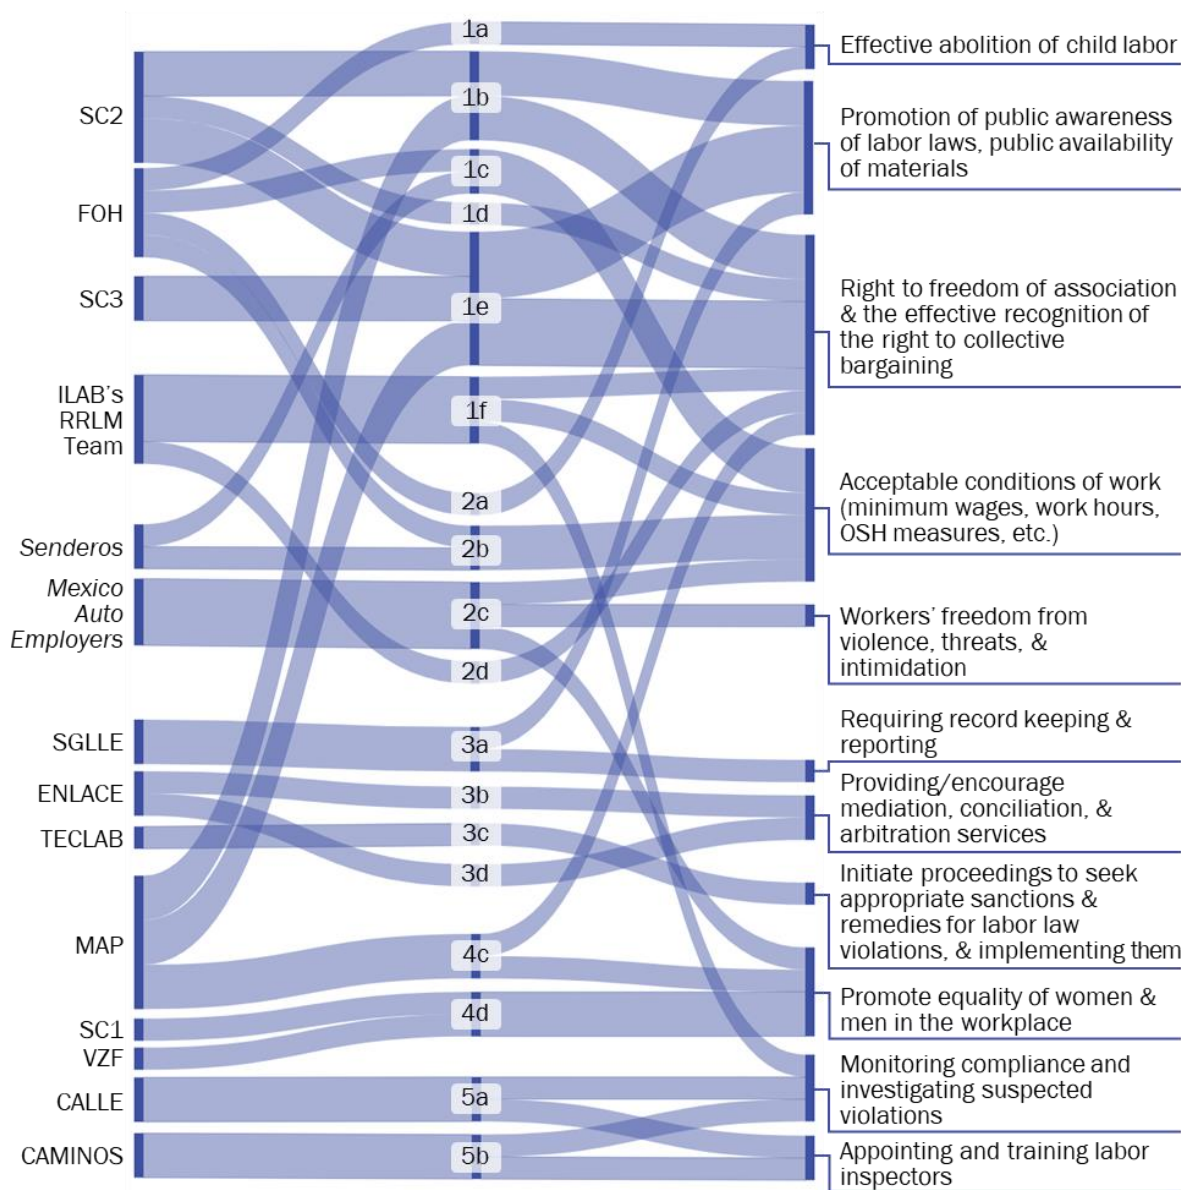 SC2
FOH
SC3
ILAB's
RRLM
Team
Senderos
Mexico
Auto
Employers
SGLLE
ENLACE
TECLAB
MAP
SC1
VZF
CALLE
CAMINOS
1a
1b
1c
1d
1e
1f
2a
2b
2c
2d
3a
3b
3c
3d
4c
4d
5a
5b
Effective abolition of child labor
Promotion of public awareness
of labor laws, public availability
of materials
Right to freedom of association
& the effective recognition of
the right to collective
bargaining
Acceptable conditions of work
(minimum wages, work hours,
OSH measures, etc.)
Workers' freedom from
violence, threats, &
intimidation
Requiring record keeping &
reporting
Providing/encourage
mediation, conciliation, &
arbitration services
Initiate proceedings to seek
appropriate sanctions &
remedies for labor law
violations, & implementing them
Promote equality of women &
men in the workplace
Monitoring compliance and
investigating suspected
violations
Appointing and training labor
inspectors